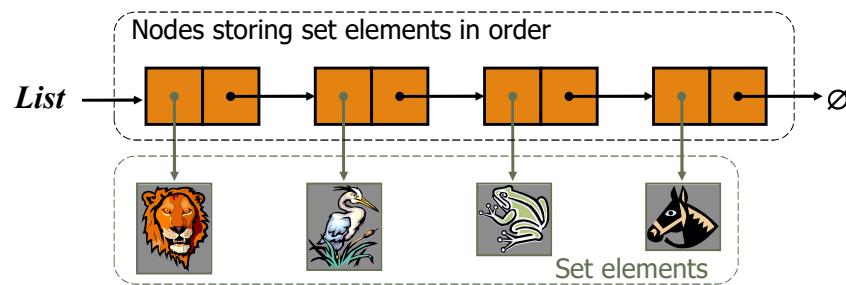 Nodes storing set elements in order
List
∅
Set elements